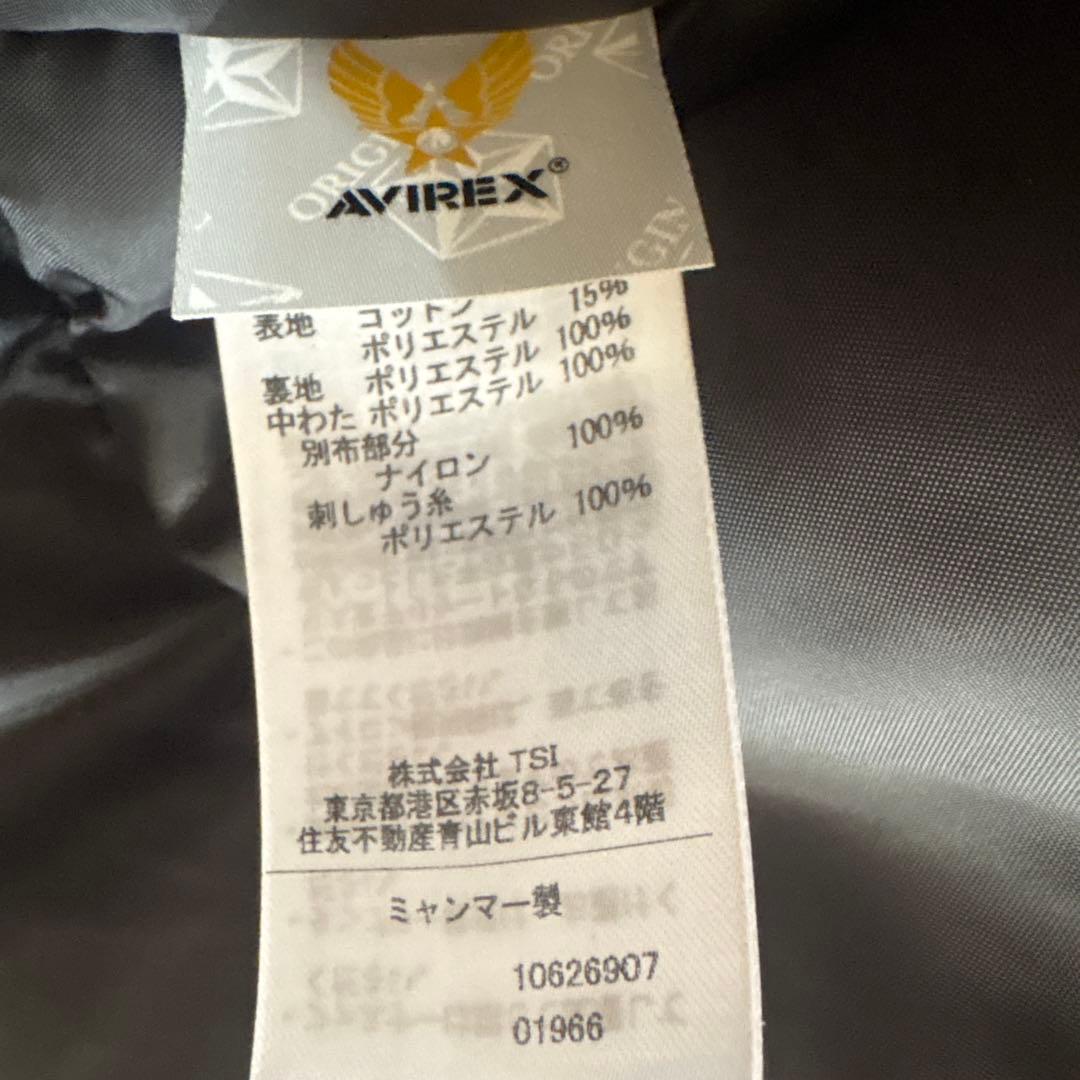 AVIREX®
表地 コットン
ポリエステル 15%
裏地 ポリエステル 100%
中わた ポリエステル 100%
別布部分
ナイロン 100%
刺しゅう糸
ポリエステル 100%
株式会社 TSI
東京都港区赤坂8-5-27
住友不動産青山ビル東館4階
ミャンマー製
10626907
01966